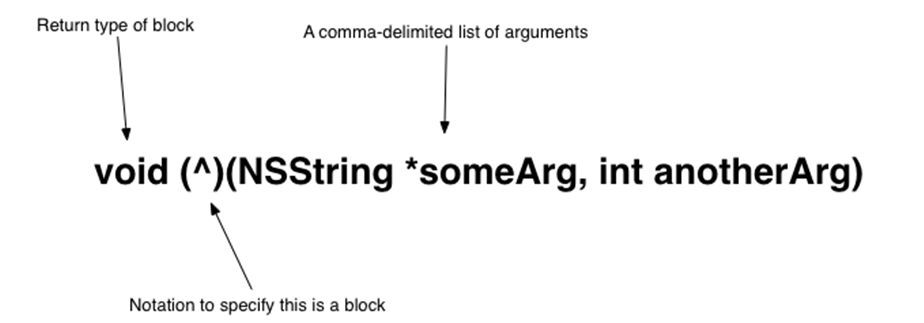 Return type of block
A comma-delimited list of arguments
void (^)(NSString *someArg, int anotherArg)
Notation to specify this is a block